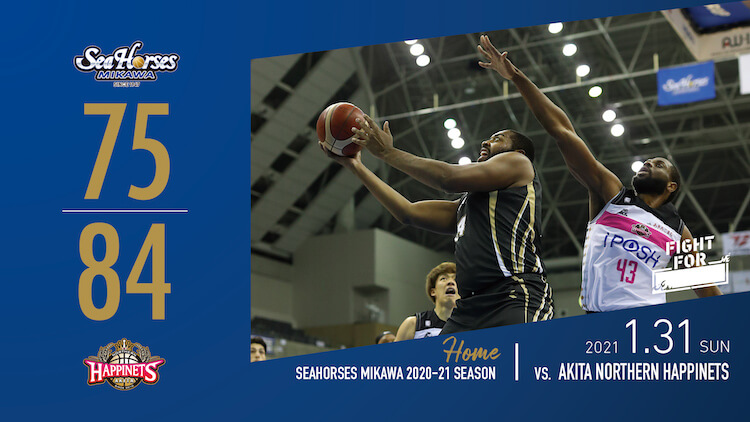 SeaHorses
MIKAWA
75
84
HAPPINETS
iPOSH
43
FIGHT
FOR
Home
SEAHORSES MIKAWA 2020-21 SEASON
2021 1.31 SUN
VS. AKITA NORTHERN HAPPINETS